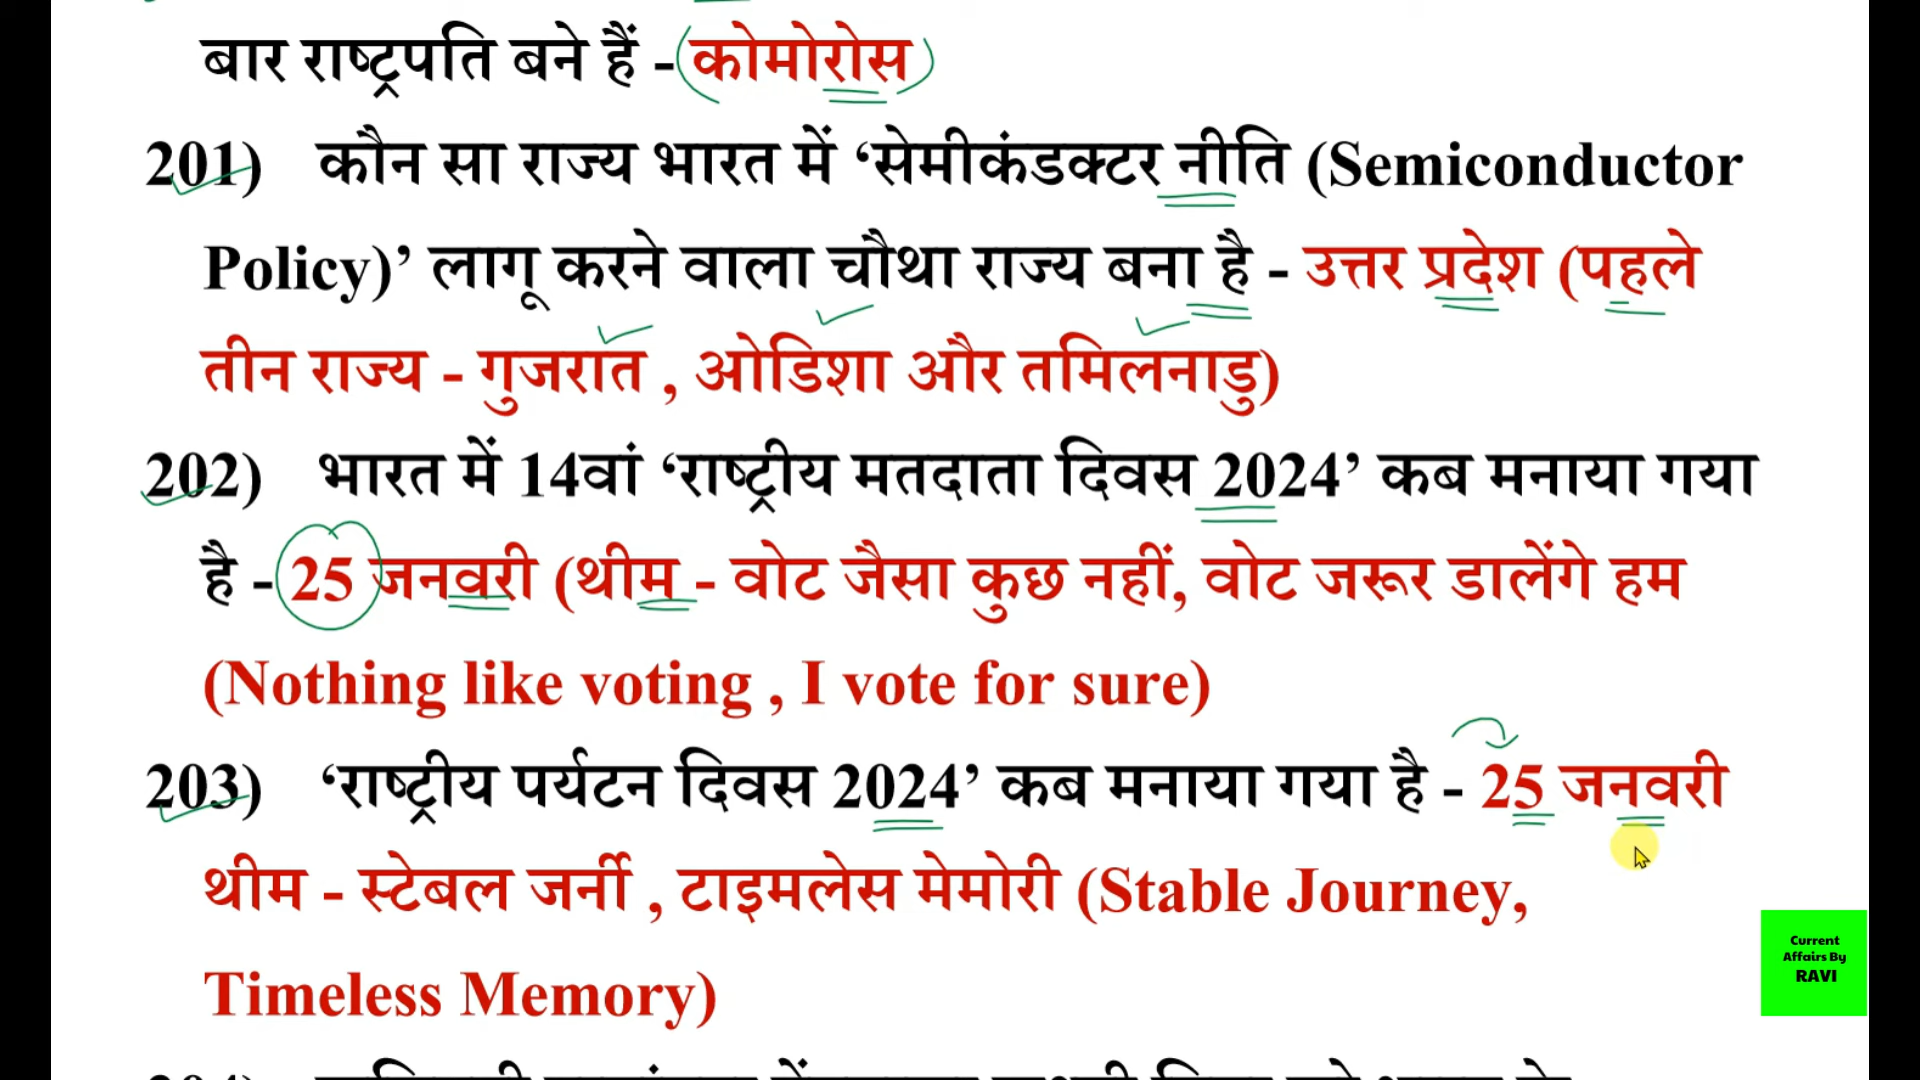 बार राष्ट्रपति बने हैं - कोमोरोस
201) कौन सा राज्य भारत में ‘सेमीकंडक्टर नीति (Semiconductor
Policy)’ लागू करने वाला चौथा राज्य बना है - उत्तर प्रदेश (पहले
तीन राज्य - गुजरात , ओडिशा और तमिलनाडु)
202) भारत में 14वां ‘राष्ट्रीय मतदाता दिवस 2024’ कब मनाया गया
है - 25 जनवरी (थीम - वोट जैसा कुछ नहीं, वोट जरूर डालेंगे हम
(Nothing like voting , I vote for sure)
203) ‘राष्ट्रीय पर्यटन दिवस 2024’ कब मनाया गया है - 25 जनवरी
थीम - स्टेबल जर्नी , टाइमलेस मेमोरी (Stable Journey,
Timeless Memory)
Current
Affairs By
RAVI